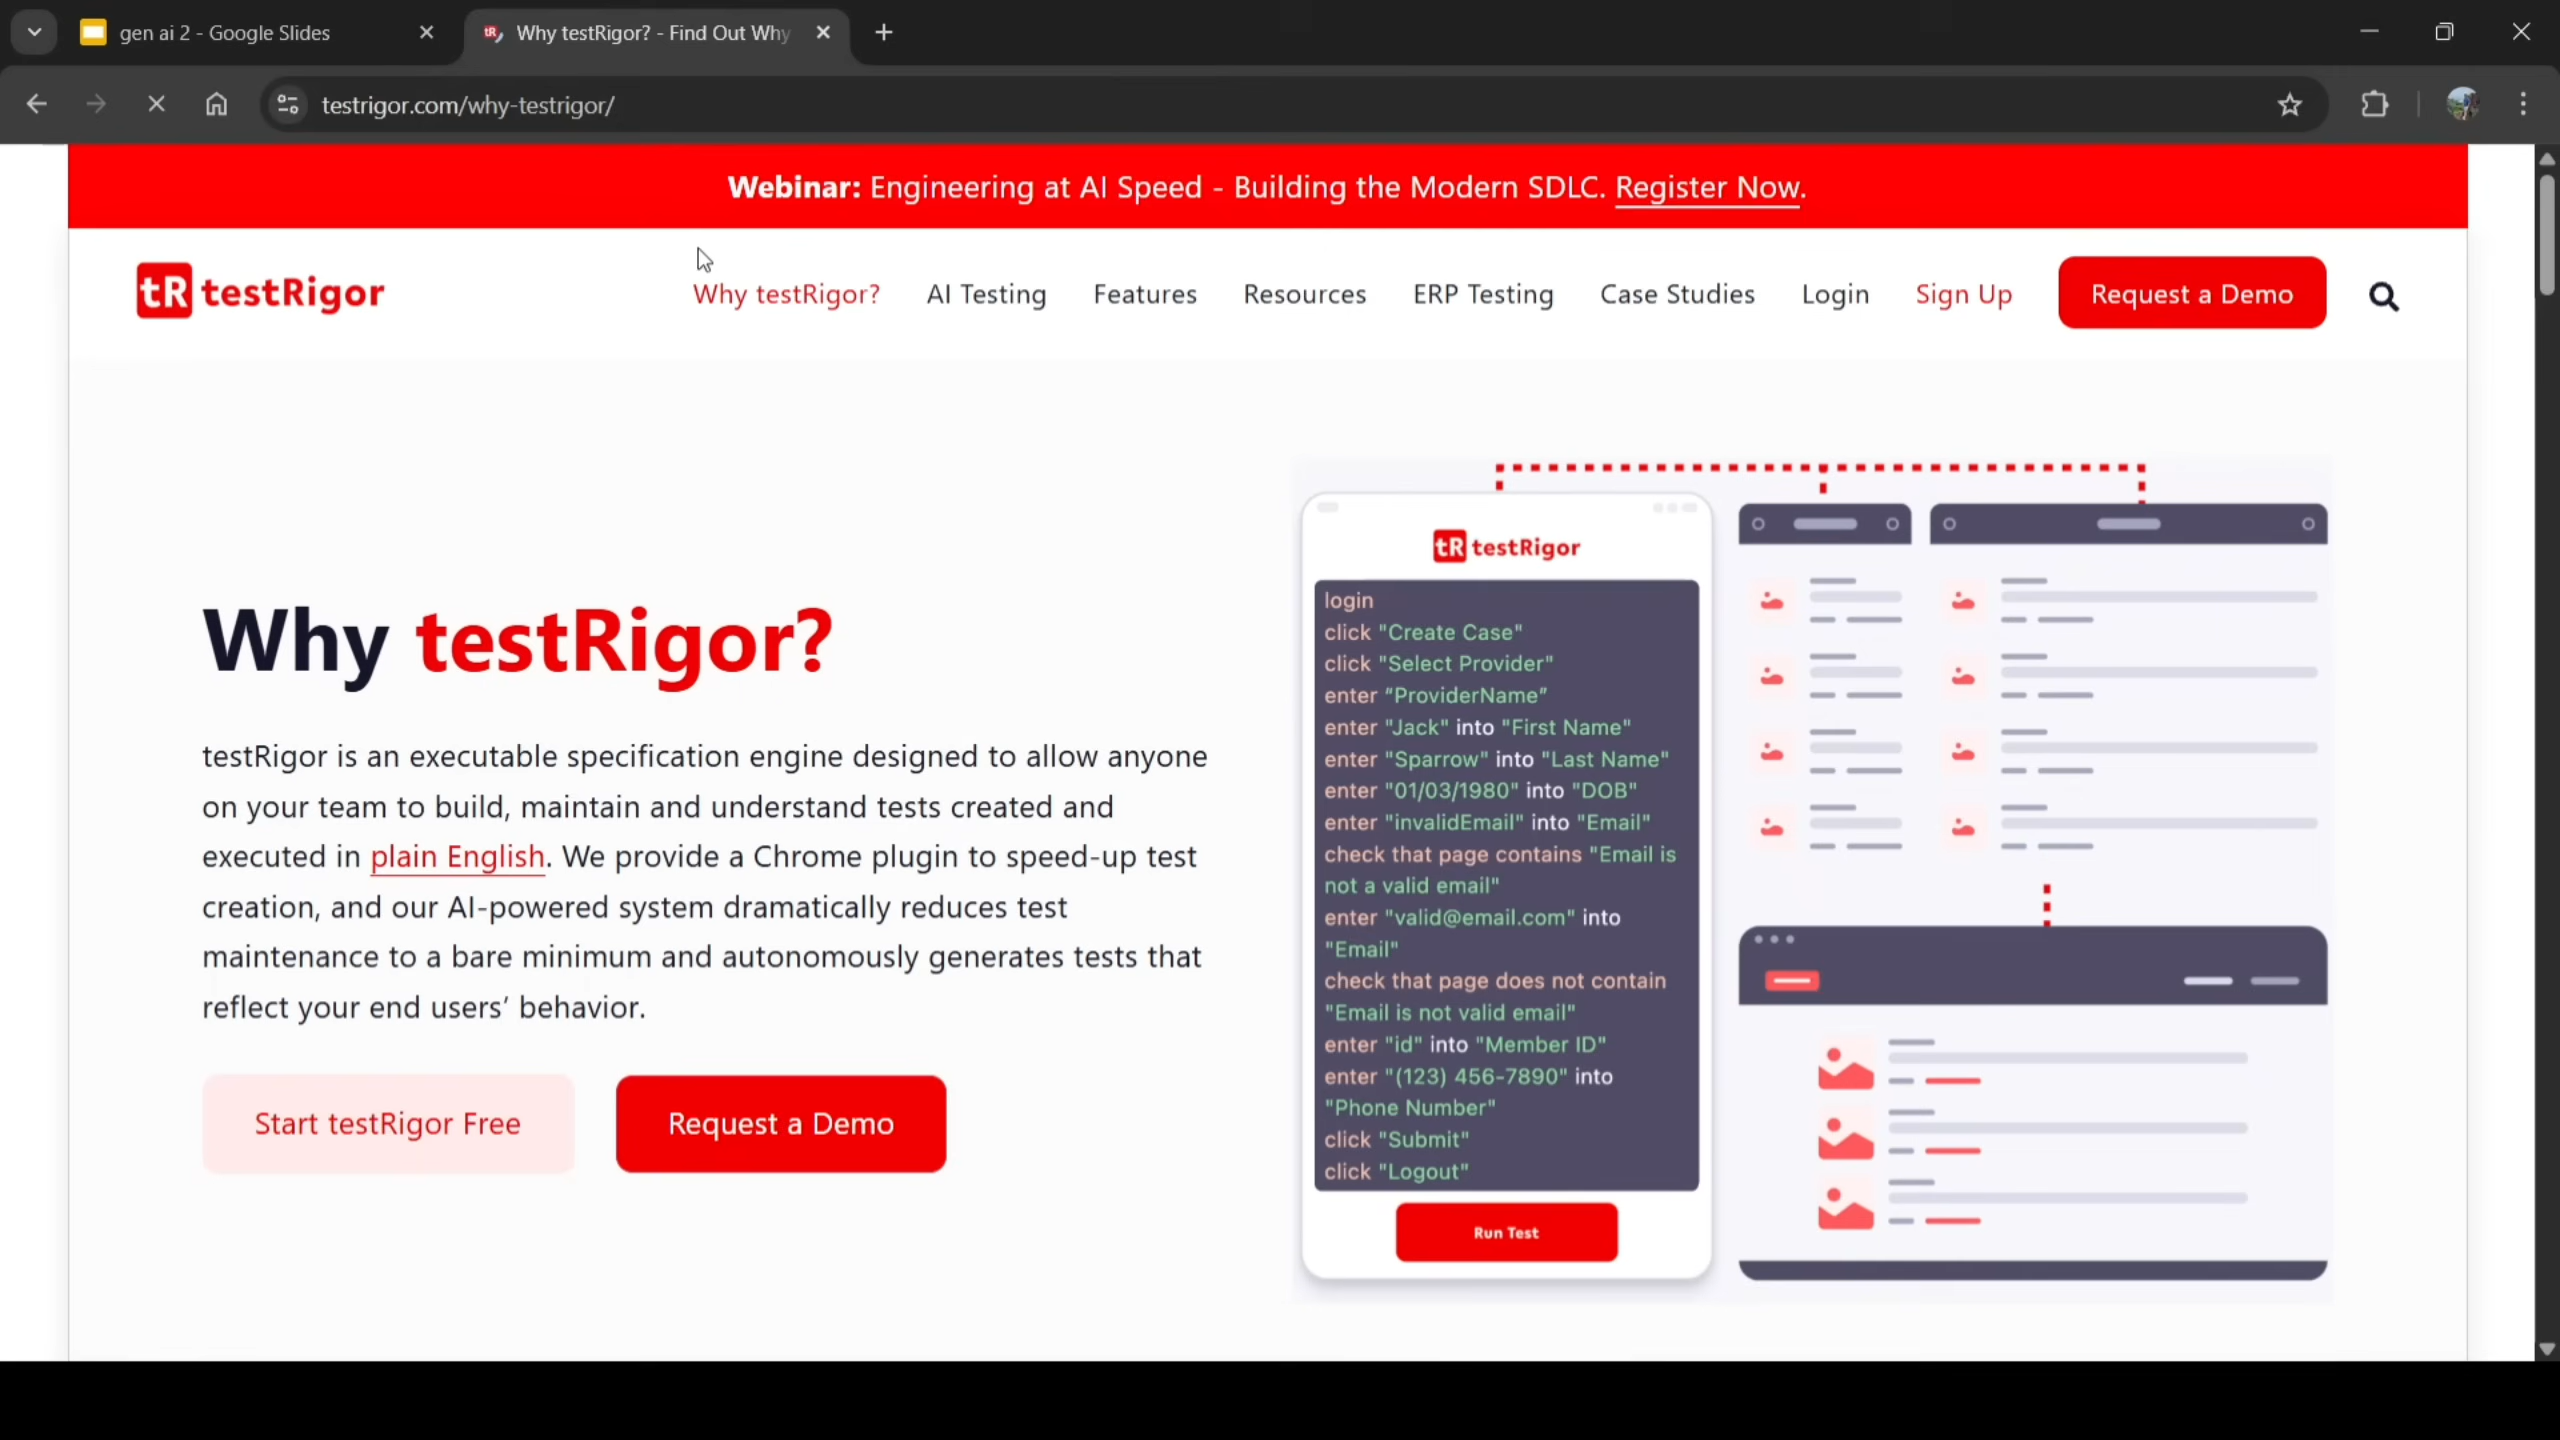 gen ai 2 - Google Slides
Why testRigor? - Find Out Why
testrigor.com/why-testrigor/
Webinar: Engineering at AI Speed - Building the Modern SDLC. Register Now.
tR testRigor
Why testRigor?
AI Testing
Features
Resources
ERP Testing
Case Studies
Login
Sign Up
Request a Demo
Why testRigor?
testRigor is an executable specification engine designed to allow anyone
on your team to build, maintain and understand tests created and
executed in plain English. We provide a Chrome plugin to speed-up test
creation, and our AI-powered system dramatically reduces test
maintenance to a bare minimum and autonomously generates tests that
reflect your end users’ behavior.
Start testRigor Free
Request a Demo
tR testRigor
login
click "Create Case"
click "Select Provider"
enter "ProviderName"
enter "Jack" into "First Name"
enter "Sparrow" into "Last Name"
enter "01/03/1980" into "DOB"
enter "invalidEmail" into "Email"
check that page contains "Email is
not a valid email"
enter "valid@email.com" into
"Email"
check that page does not contain
"Email is not valid email"
enter "id" into "Member ID"
enter "(123) 456-7890" into
"Phone Number"
click "Submit"
click "Logout"
Run Test